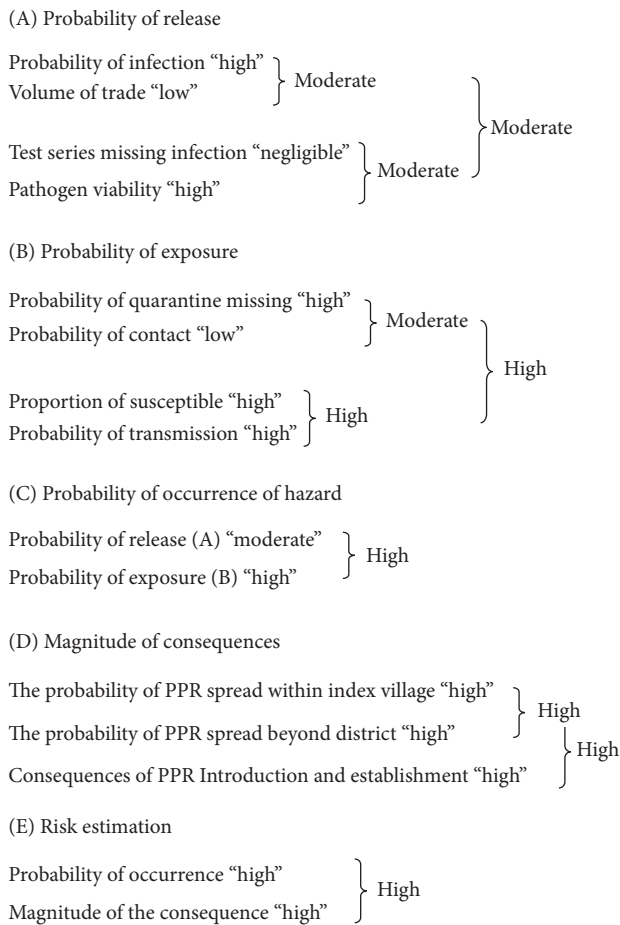 (A) Probability of release
Probability of infection “high”
Volume of trade “low”
Moderate
Test series missing infection “negligible”
Pathogen viability “high”
Moderate
Moderate
(B) Probability of exposure
Probability of quarantine missing “high”
Probability of contact “low”
Moderate
Proportion of susceptible “high”
Probability of transmission “high”
High
High
(C) Probability of occurrence of hazard
Probability of release (A) “moderate”
Probability of exposure (B) “high”
High
(D) Magnitude of consequences
The probability of PPR spread within index village “high”
The probability of PPR spread beyond district “high”
High
Consequences of PPR Introduction and establishment “high”
High
(E) Risk estimation
Probability of occurrence “high”
Magnitude of the consequence “high”
High